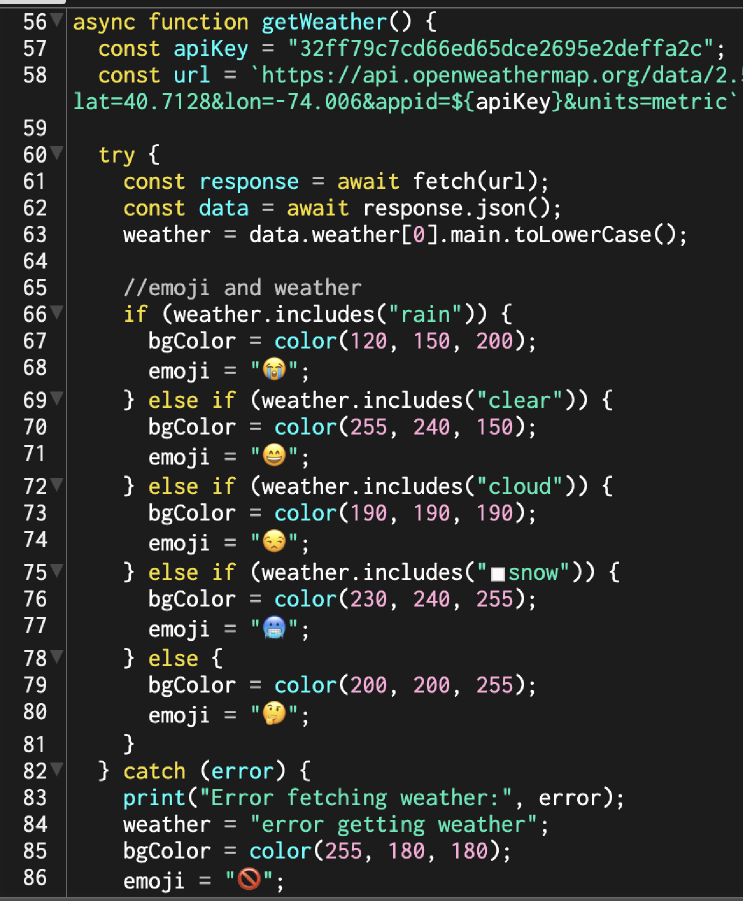 56 async function getWeather() {
57 const apiKey = "32ff79c7cd66ed65dce2695e2deffa2c";
58 const url = `https://api.openweathermap.org/data/2.5
lat=40.7128&lon=-74.006&appid=${apiKey}&units=metric`
59
60 try {
61 const response = await fetch(url);
62 const data = await response.json();
63 weather = data.weather[0].main.toLowerCase();
64
65 //emoji and weather
66 if (weather.includes("rain")) {
67 bgColor = color(120, 150, 200);
68 emoji = "😭";
69 } else if (weather.includes("clear")) {
70 bgColor = color(255, 240, 150);
71 emoji = "😁";
72 } else if (weather.includes("cloud")) {
73 bgColor = color(190, 190, 190);
74 emoji = "😒";
75 } else if (weather.includes("snow")) {
76 bgColor = color(230, 240, 255);
77 emoji = "🥶";
78 } else {
79 bgColor = color(200, 200, 255);
80 emoji = "🤔";
81 }
82 } catch (error) {
83 print("Error fetching weather:", error);
84 weather = "error getting weather";
85 bgColor = color(255, 180, 180);
86 emoji = "🚫";